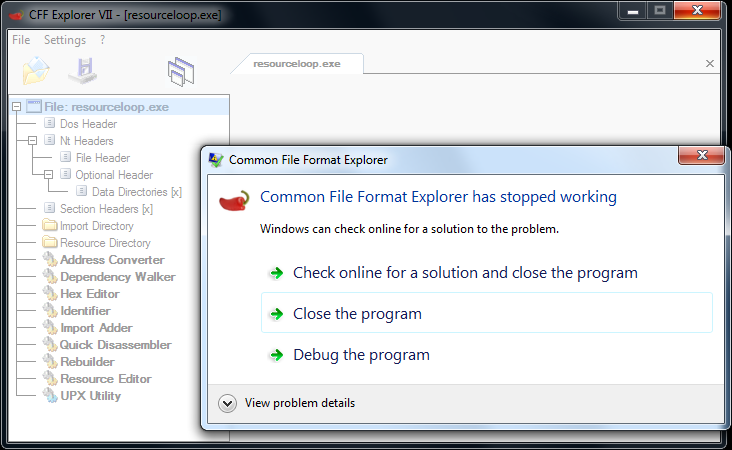 CFF Explorer VII - [resourceloop.exe]
File Settings ?
resourceloop.exe
File: resourceloop.exe
Dos Header
Nt Headers
File Header
Optional Header
Data Directories [x]
Section Headers [x]
Import Directory
Resource Directory
Address Converter
Dependency Walker
Hex Editor
Identifier
Import Adder
Quick Disassembler
Rebuilder
Resource Editor
UPX Utility
Common File Format Explorer
Common File Format Explorer has stopped working
Windows can check online for a solution to the problem.
Check online for a solution and close the program
Close the program
Debug the program
View problem details